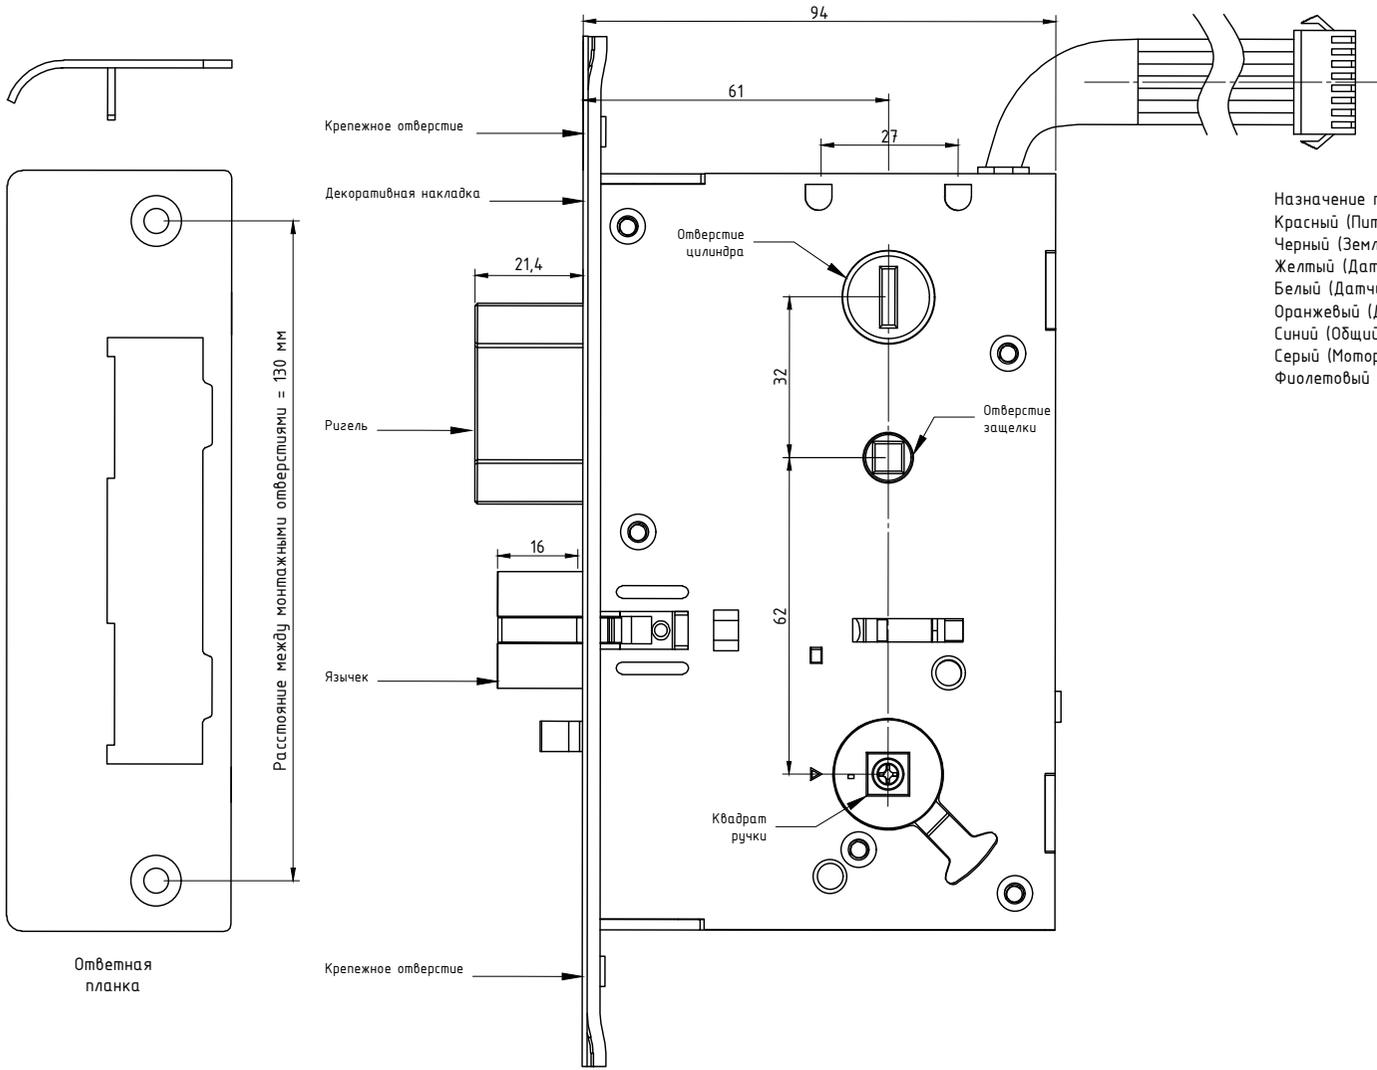 94
61
27
Крепежное отверстие
Декоративная накладка
Отверстие
цилиндра
21,4
32
Ригель
Отверстие
защелки
16
62
Язычек
Квадрат
ручки
Крепежное отверстие
Расстояние между монтажными отверстиями = 130 мм
Ответная
планка
Назначение
Красный
Черный
Желтый
Белый
Оранжевый
Синий (Общий
Серый
Фиолетовый